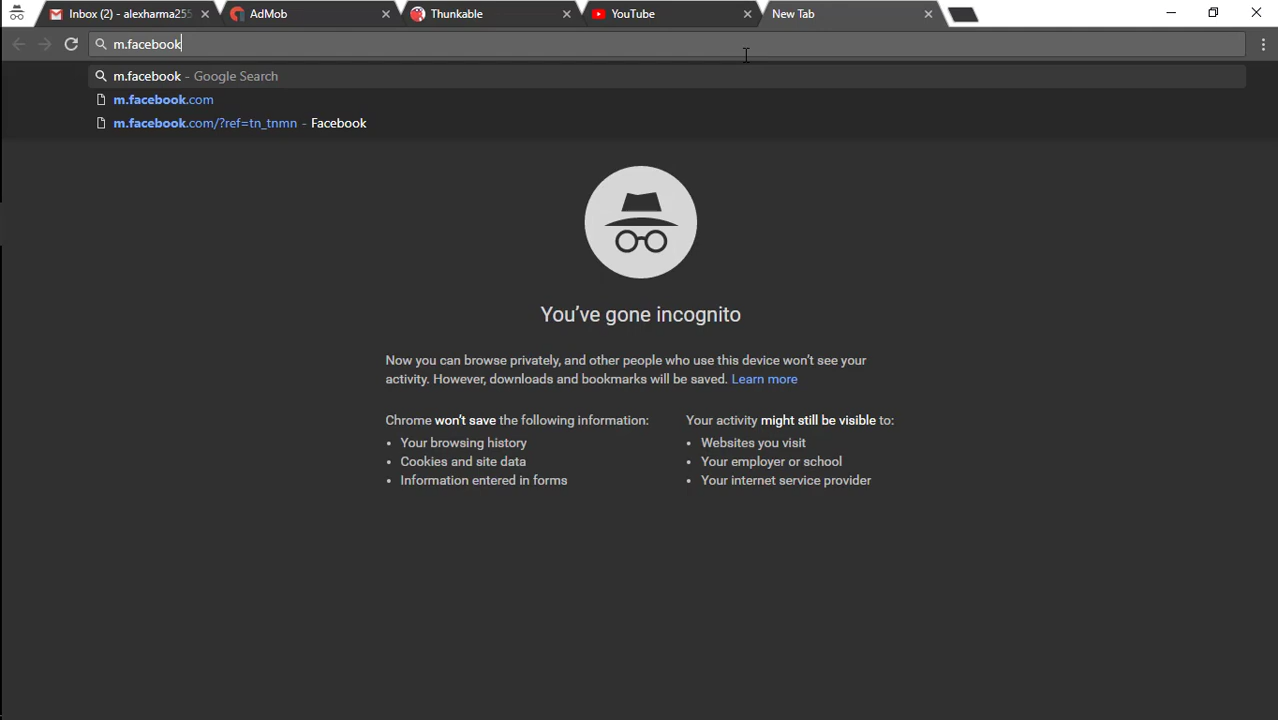 Inbox (2) - alexharma255
AdMob
Thunkable
YouTube
New Tab
m.facebook
m.facebook - Google Search
m.facebook.com
m.facebook.com/?ref=tn_tnmn - Facebook
You've gone incognito
Now you can browse privately, and other people who use this device won't see your
activity. However, downloads and bookmarks will be saved. Learn more
Chrome won't save the following information:
• Your browsing history
• Cookies and site data
• Information entered in forms
Your activity might still be visible to:
• Websites you visit
• Your employer or school
• Your internet service provider